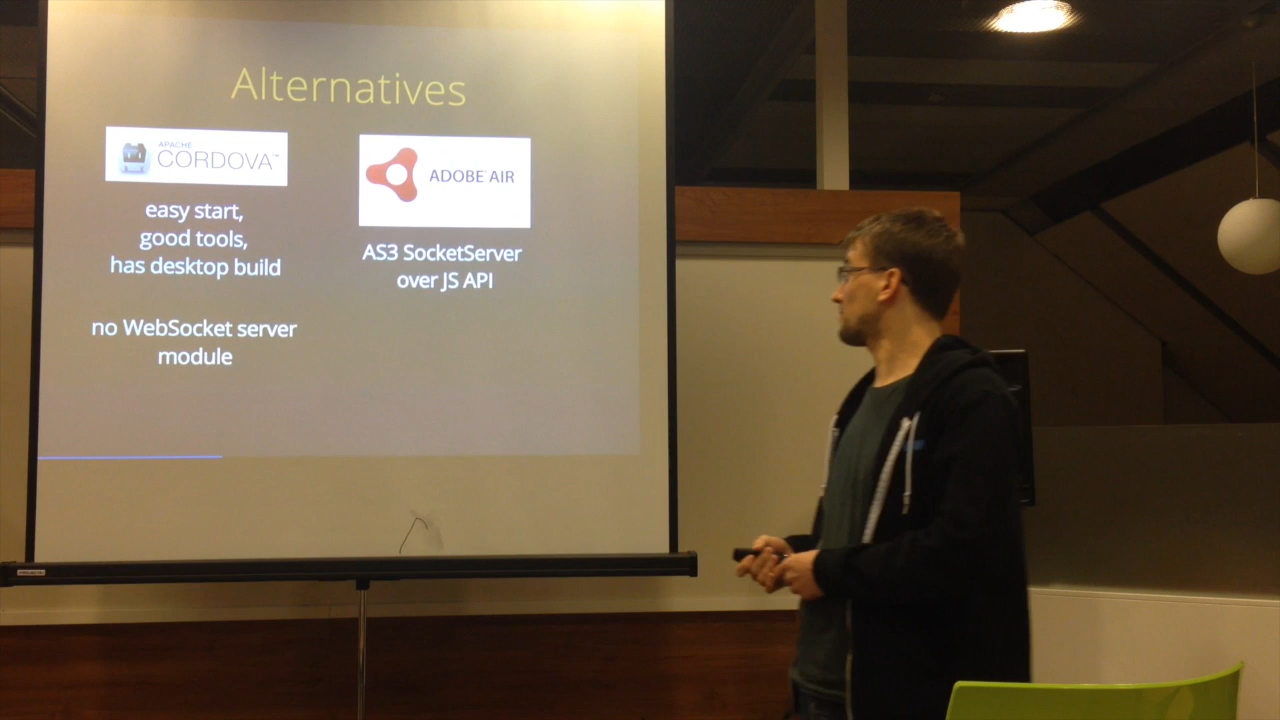 Alternatives
APACHE
CORDOVA™
easy start,
good tools,
has desktop build
no WebSocket server
module
ADOBE® AIR
AS3 SocketServer
over JS API